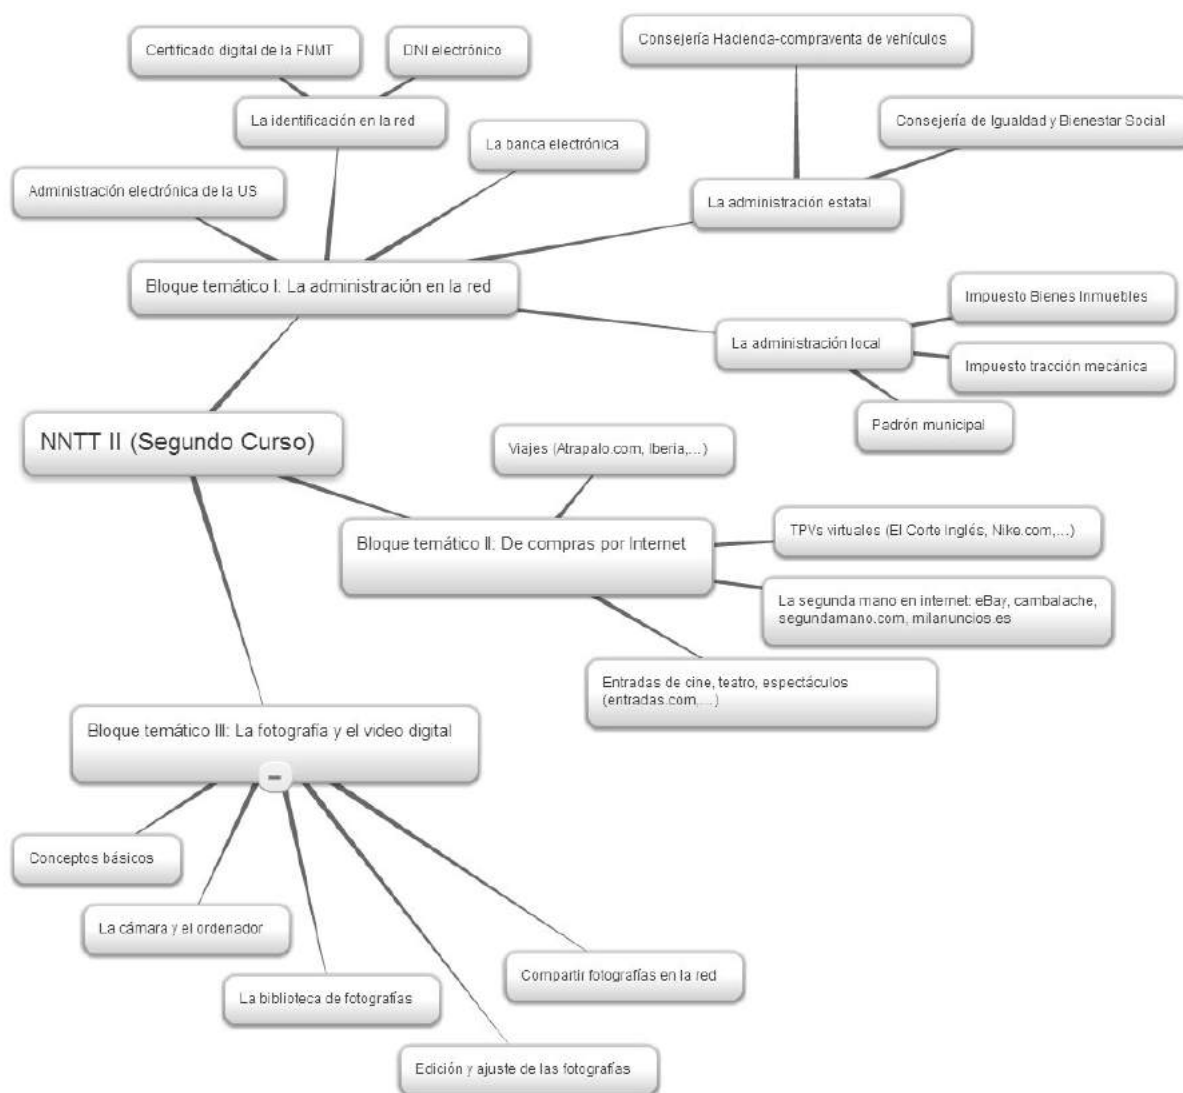 Certificado digital de la FNMT
DNI electrónico
Consejería Hacienda-compraventa de vehículos
La identificación en la red
Consejería de Igualdad y Bienestar Social
La banca electrónica
Administración electrónica de la US
La administración estatal
Bloque temático I: La administración en la red
Impuesto Bienes Inmuebles
La administración local
Impuesto tracción mecánica
Padrón municipal
NNTT II (Segundo Curso)
Viajes (Atrapalo.com, Iberia,...)
TPVs virtuales (El Corte Inglés, Nike.com,...)
Bloque temático II: De compras por Internet
La segunda mano en internet: eBay, cambalache,
segundamano.com, milanuncios.es
Entradas de cine, teatro, espectáculos
(entradas.com,...)
Bloque temático III: La fotografía y el video digital
Conceptos básicos
La cámara y el ordenador
Compartir fotografías en la red
La biblioteca de fotografías
Edición y ajuste de las fotografías